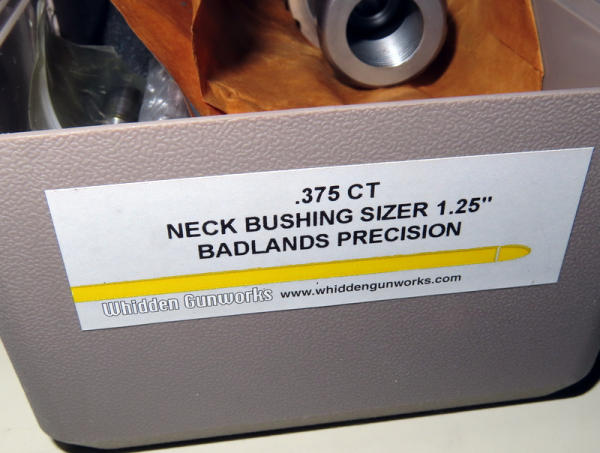 .375 CT
NECK BUSHING SIZER 1.25"
BADLANDS PRECISION
Whidden Gunworks www.whiddengunworks.com